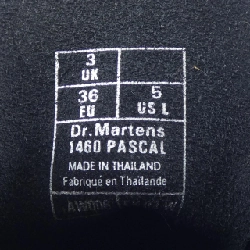 3
UK
36 5
EU US L
Dr.Martens
1460 PASCAL
MADE IN THAILAND
Fabriqué en Thaïlande